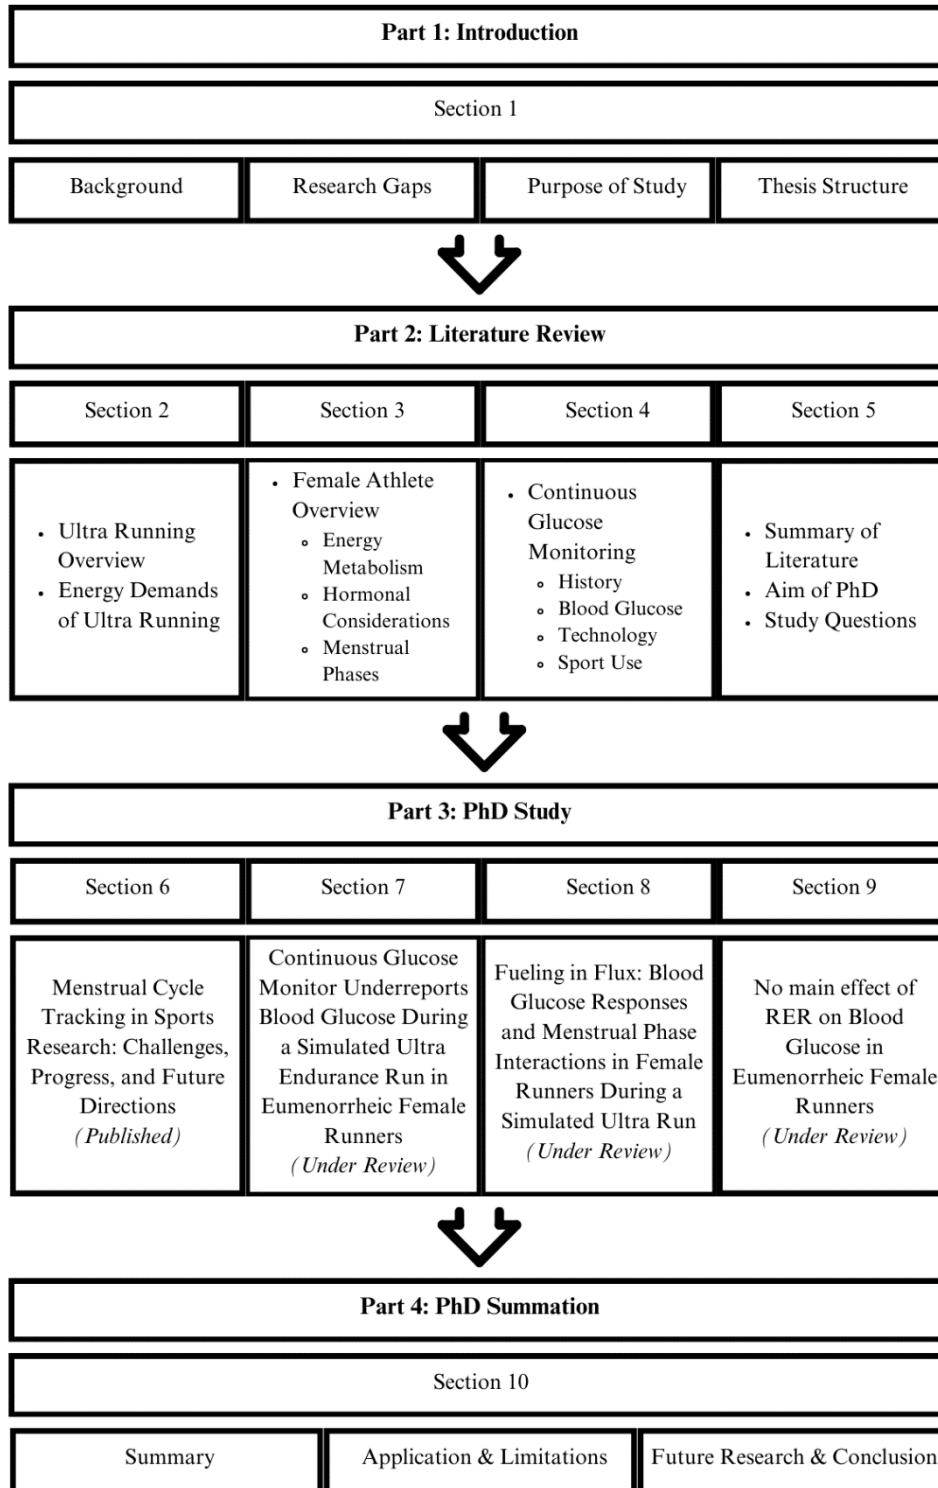 Part 1: Introduction
Section 1
Background
Research Gaps
Purpose of Study
Thesis Structure
Part 2: Literature Review
Section 2
Section 3
Section 4
Section 5
• Ultra Running
Overview
• Energy Demands
of Ultra Running
• Female Athlete
Overview
∘ Energy
Metabolism
∘ Hormonal
Considerations
∘ Menstrual
Phases
• Continuous
Glucose
Monitoring
∘ History
∘ Blood Glucose
∘ Technology
∘ Sport Use
• Summary of
Literature
• Aim of PhD
• Study Questions
Part 3: PhD Study
Section 6
Section 7
Section 8
Section 9
Menstrual Cycle
Tracking in Sports
Research: Challenges,
Progress, and Future
Directions
(Published)
Continuous Glucose
Monitor Underreports
Blood Glucose During
a Simulated Ultra
Endurance Run in
Eumenorrheic Female
Runners
(Under Review)
Fueling in Flux: Blood
Glucose Responses
and Menstrual Phase
Interactions in Female
Runners During a
Simulated Ultra Run
(Under Review)
No main effect of
RER on Blood
Glucose in
Eumenorrheic Female
Runners
(Under Review)
Part 4: PhD Summation
Section 10
Summary
Application & Limitations
Future Research & Conclusion